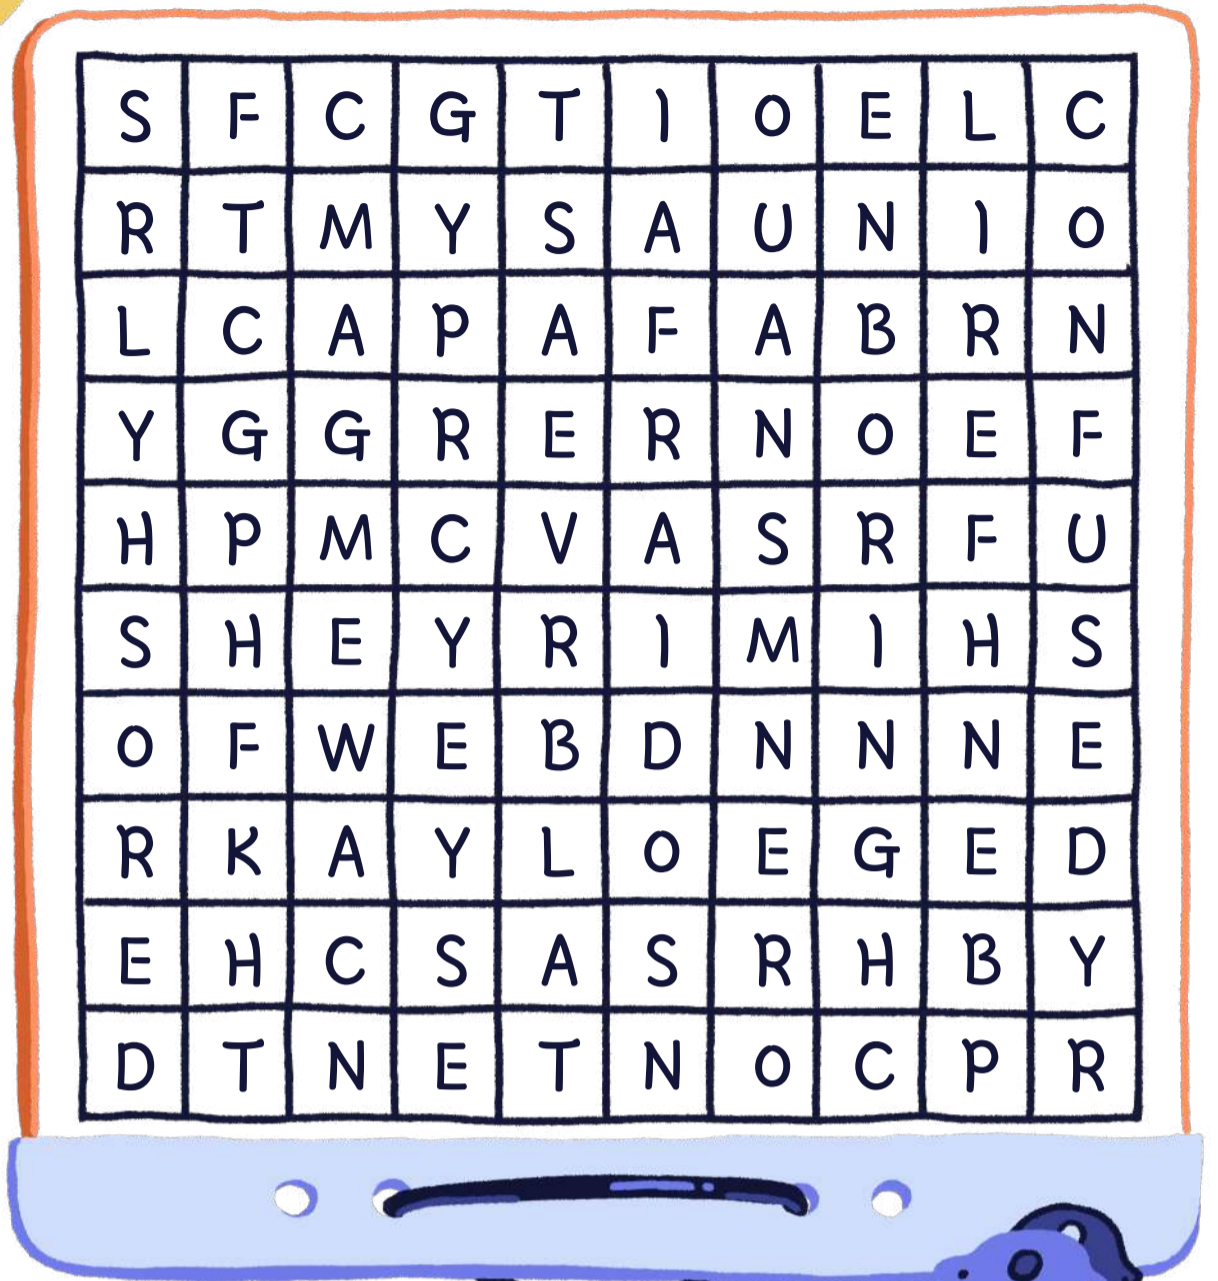 S F C G T I O E L C
R T M Y S A U N I O
L C A P A F A B R N
Y G G R E R N O E F
H P M C V A S R F U
S H E Y R I M I H S
O F W E B D N N N E
R K A Y L O E G E D
E H C S A S R H B Y
D T N E T N O C P R